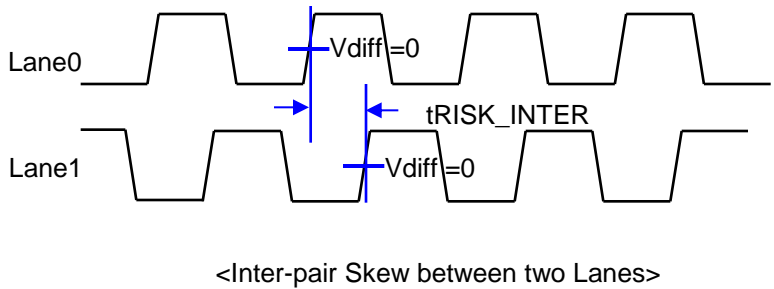 Lane0
Vdiff =0
tRISK_INTER
Lane1
Vdiff =0
<Inter-pair Skew between two Lanes>